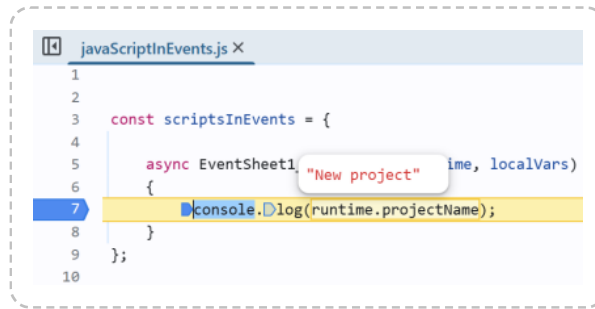 javaScriptInEvents.js ×
1
2
3 const scriptsInEvents = {
4
5 async EventSheet1_ ime, localVars)
"New project"
6 {
7 console.log(runtime.projectName);
8 }
9 };
10